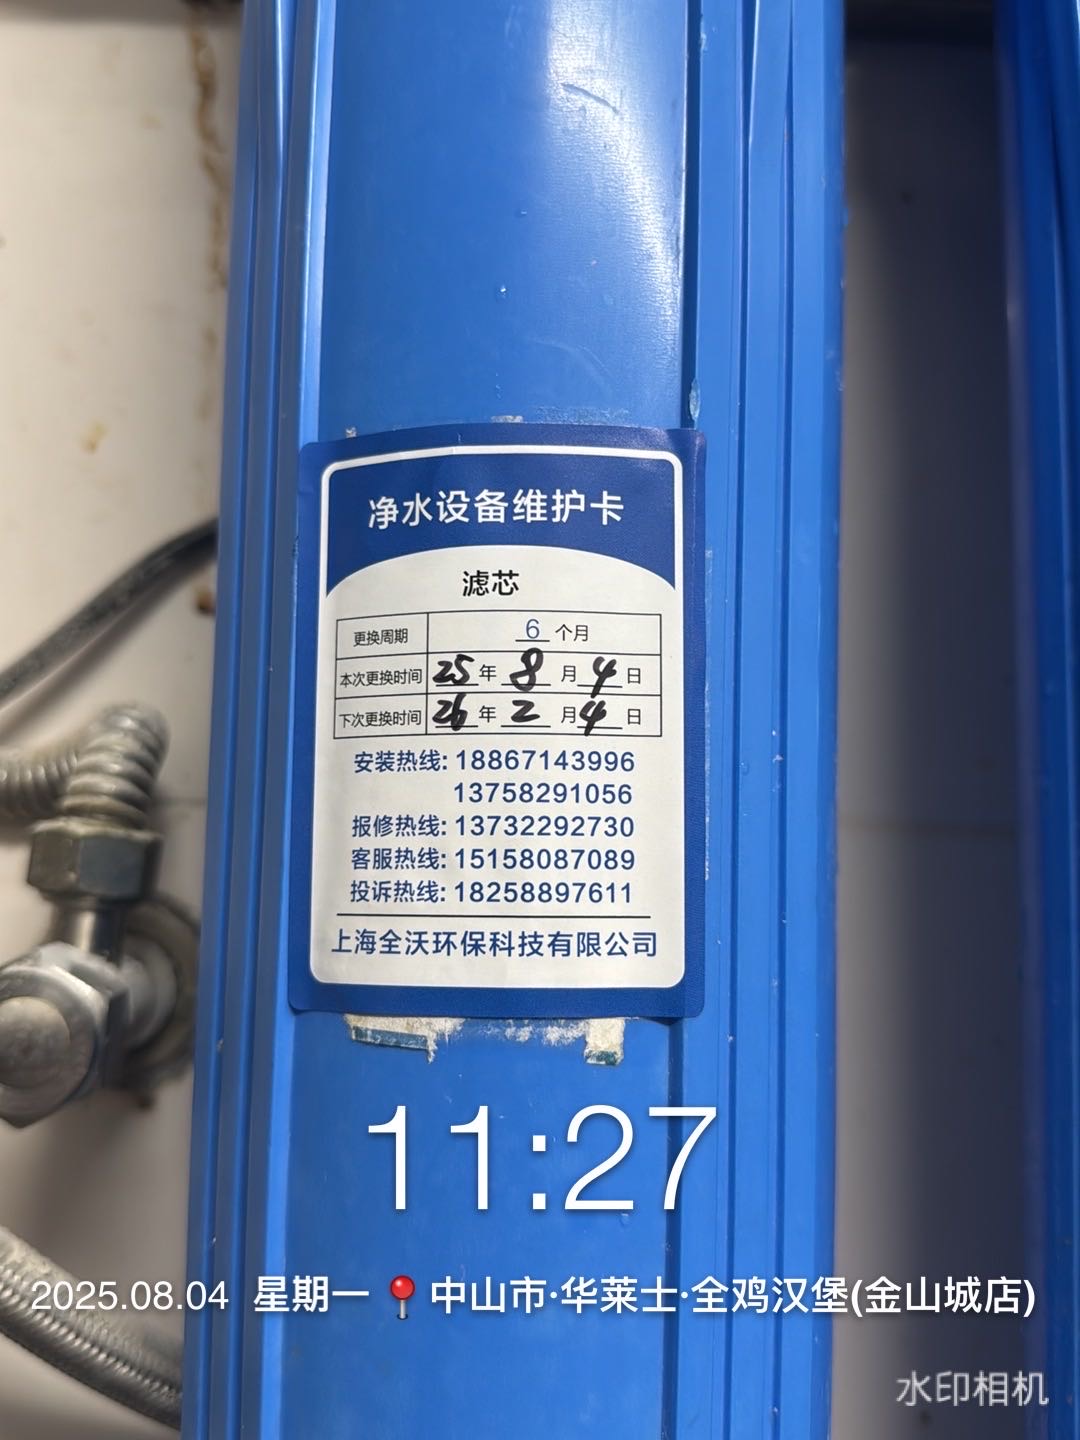 净水设备维护卡
滤芯
更换周期 6 个月
本次更换时间 25 年 8 月 4 日
下次更换时间 26 年 2 月 4 日
安装热线: 18867143996
13758291056
报修热线: 13732292730
客服热线: 15158087089
投诉热线: 18258897611
上海全沃环保科技有限公司
11:27
2025.08.04 星期一 中山市·华莱士·全鸡汉堡(金山城店)
水印相机